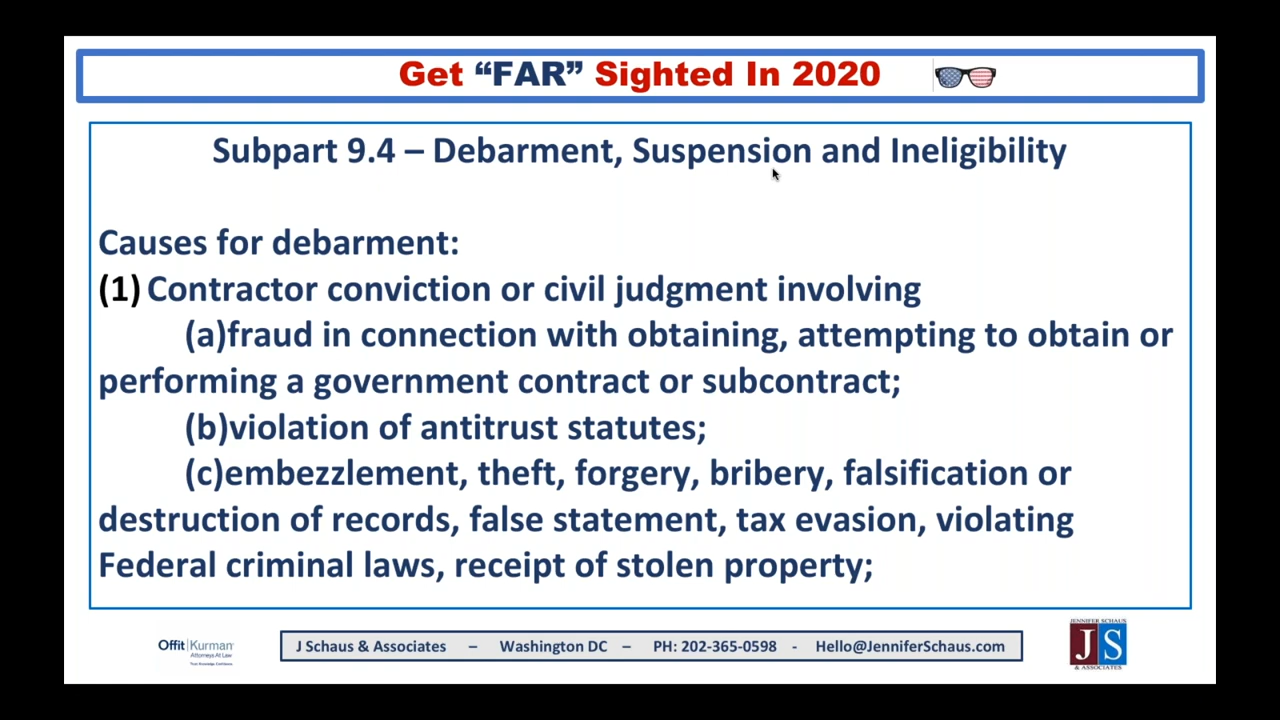 Get “FAR” Sighted In 2020
Subpart 9.4 – Debarment, Suspension and Ineligibility
Causes for debarment:
(1) Contractor conviction or civil judgment involving
(a)fraud in connection with obtaining, attempting to obtain or
performing a government contract or subcontract;
(b)violation of antitrust statutes;
(c)embezzlement, theft, forgery, bribery, falsification or
destruction of records, false statement, tax evasion, violating
Federal criminal laws, receipt of stolen property;
Offit|Kurman
Attorneys At Law
J Schaus & Associates – Washington DC – PH: 202-365-0598 - Hello@JenniferSchaus.com
JENNIFER SCHAUS
JS
& ASSOCIATES